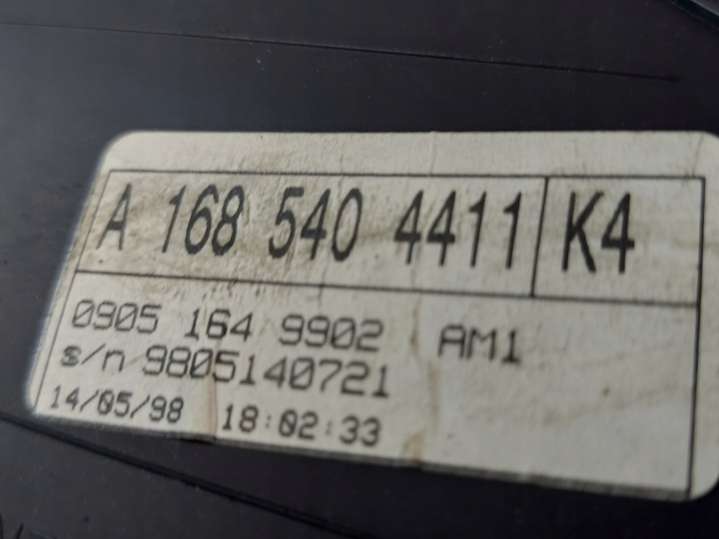 A 168 540 4411 K4
0905 164 9902 AM1
s/n 9805140721
14/05/98 18:02:33